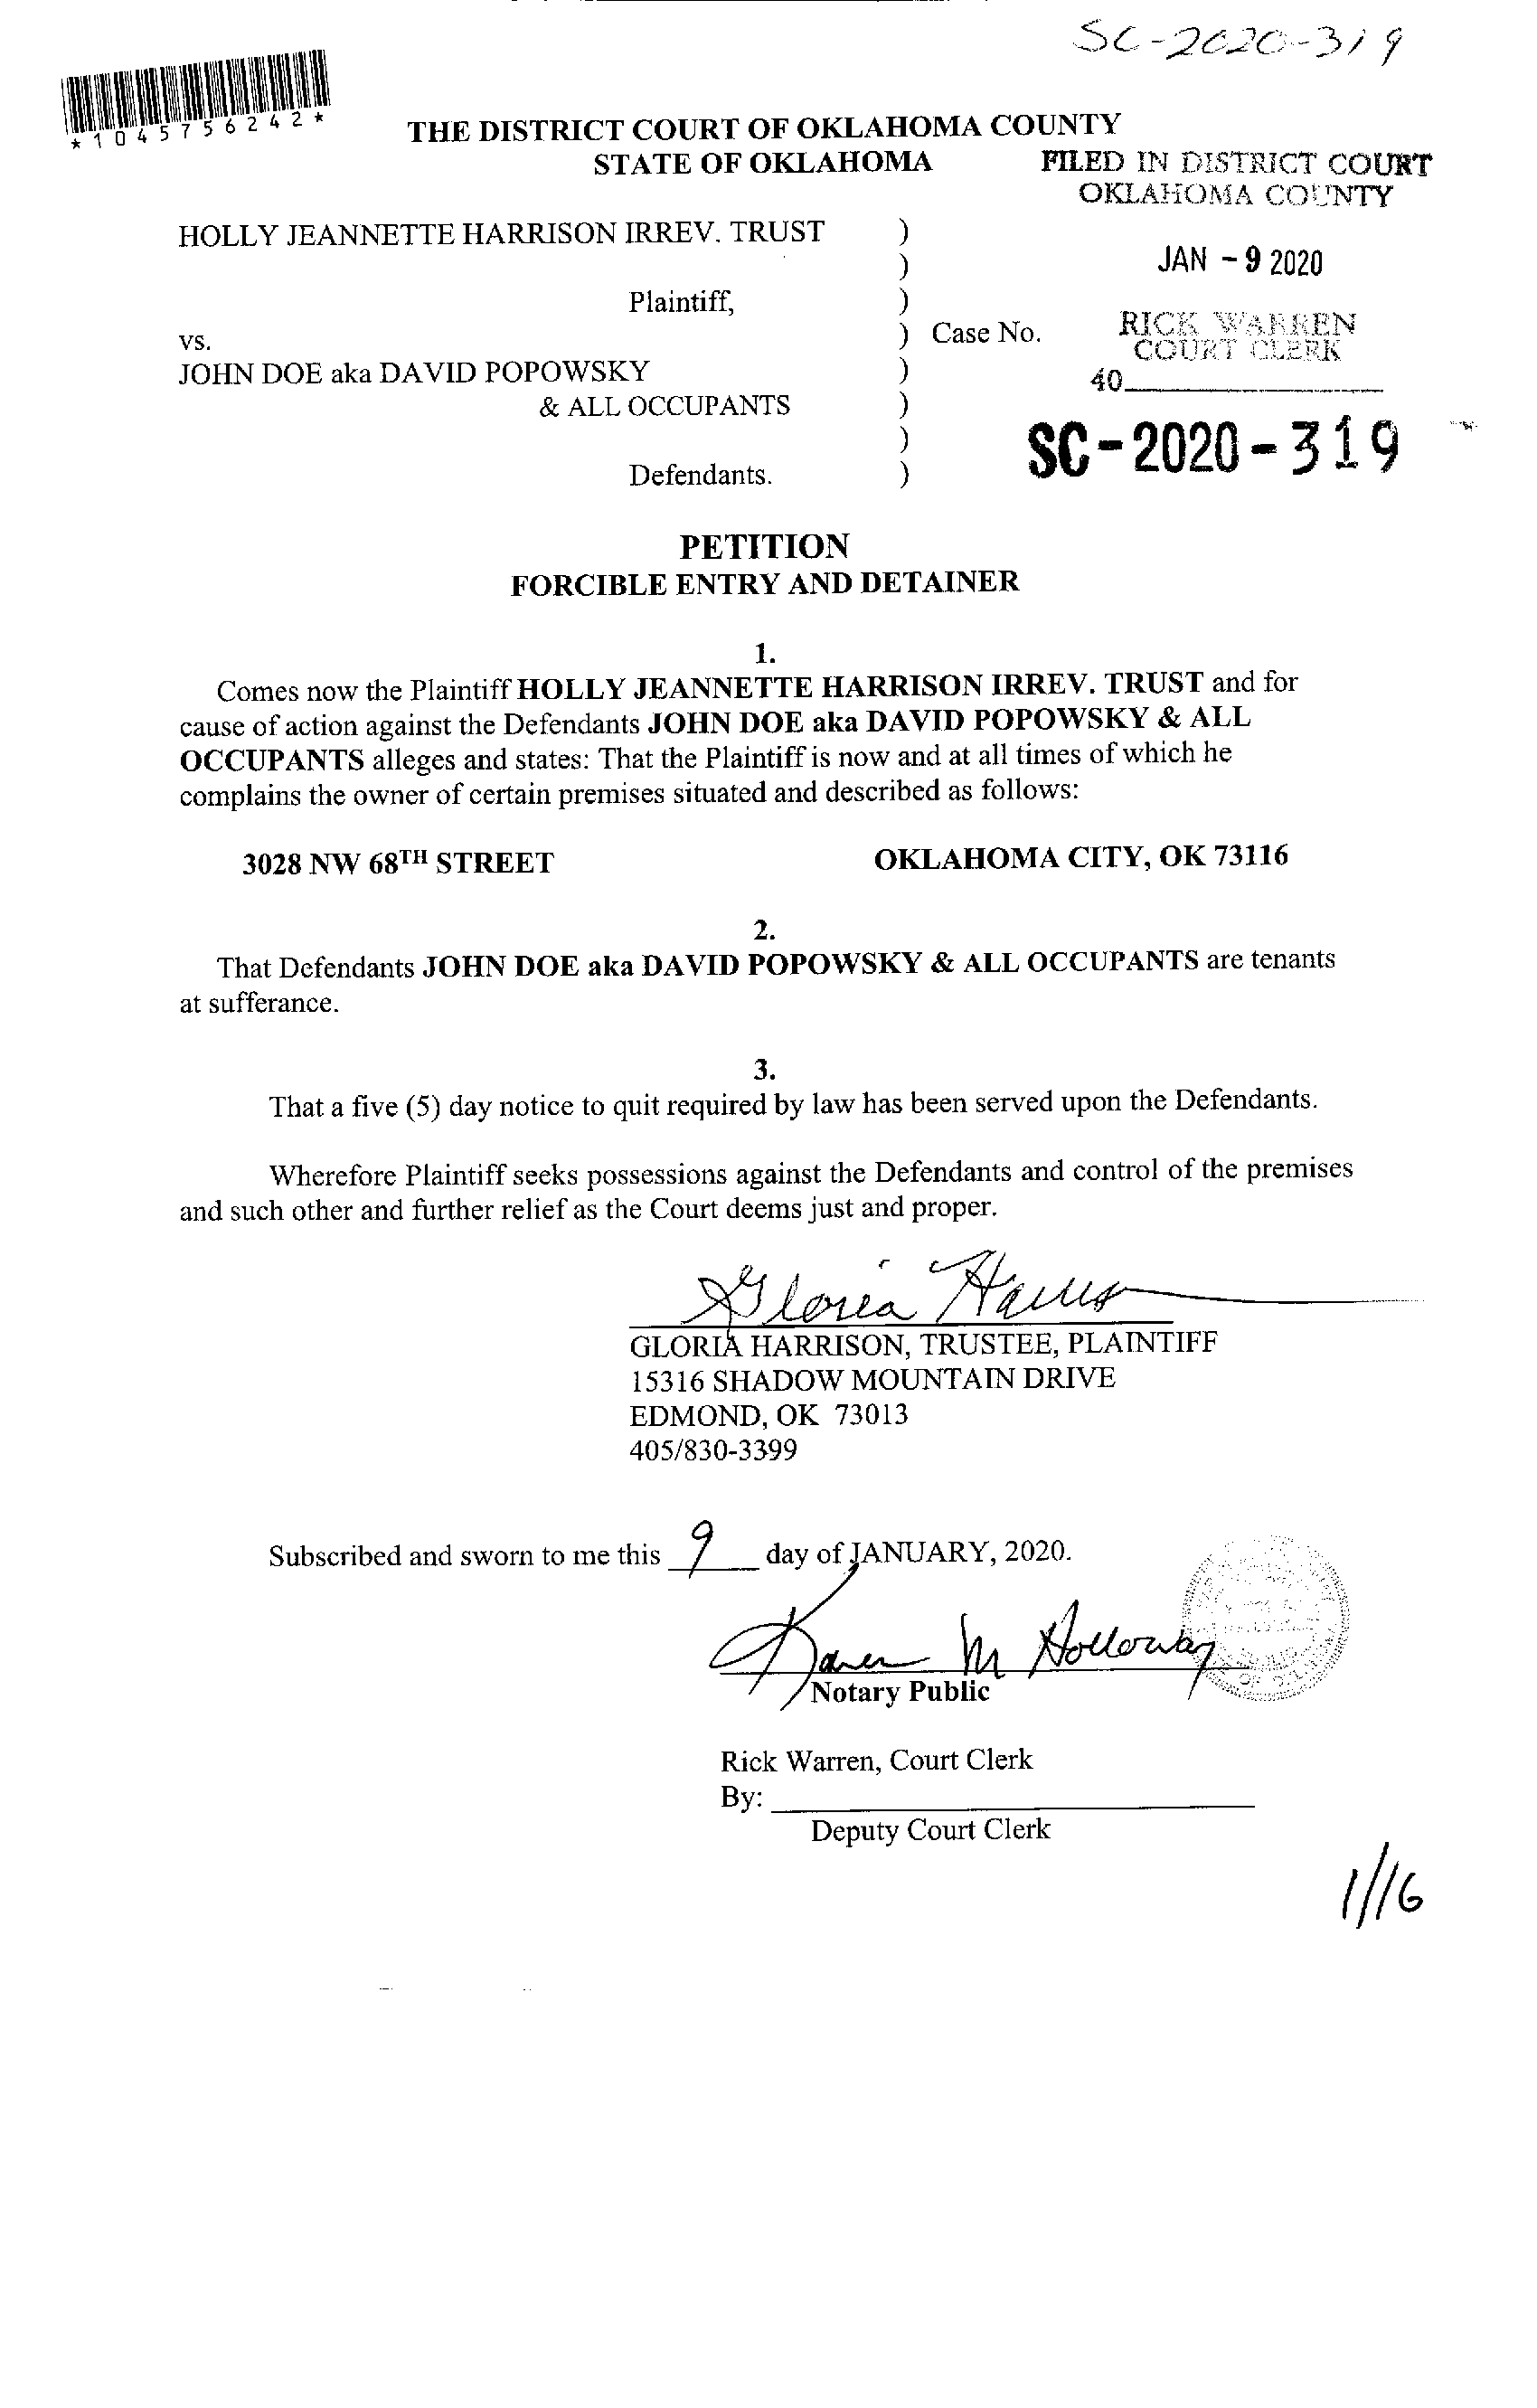 SC-2020-319
*1045756242*
THE DISTRICT COURT OF OKLAHOMA COUNTY
STATE OF OKLAHOMA
FILED IN DISTRICT COURT
OKLAHOMA COUNTY
HOLLY JEANNETTE HARRISON IRREV. TRUST )
)
JAN - 9 2020
Plaintiff, )
vs. ) Case No.
RICK WARREN
COURT CLERK
JOHN DOE aka DAVID POPOWSKY )
40
& ALL OCCUPANTS )
)
SC-2020-319
Defendants. )
PETITION
FORCIBLE ENTRY AND DETAINER
1.
Comes now the Plaintiff HOLLY JEANNETTE HARRISON IRREV. TRUST and for
cause of action against the Defendants JOHN DOE aka DAVID POPOWSKY & ALL
OCCUPANTS alleges and states: That the Plaintiff is now and at all times of which he
complains the owner of certain premises situated and described as follows:
3028 NW 68TH STREET OKLAHOMA CITY, OK 73116
2.
That Defendants JOHN DOE aka DAVID POPOWSKY & ALL OCCUPANTS are tenants
at sufferance.
3.
That a five (5) day notice to quit required by law has been served upon the Defendants.
Wherefore Plaintiff seeks possessions against the Defendants and control of the premises
and such other and further relief as the Court deems just and proper.
Gloria Harrison
GLORIA HARRISON, TRUSTEE, PLAINTIFF
15316 SHADOW MOUNTAIN DRIVE
EDMOND, OK 73013
405/830-3399
Subscribed and sworn to me this 9 day of JANUARY, 2020.
Karen M Holloway
Notary Public
Rick Warren, Court Clerk
By:
Deputy Court Clerk
1/16